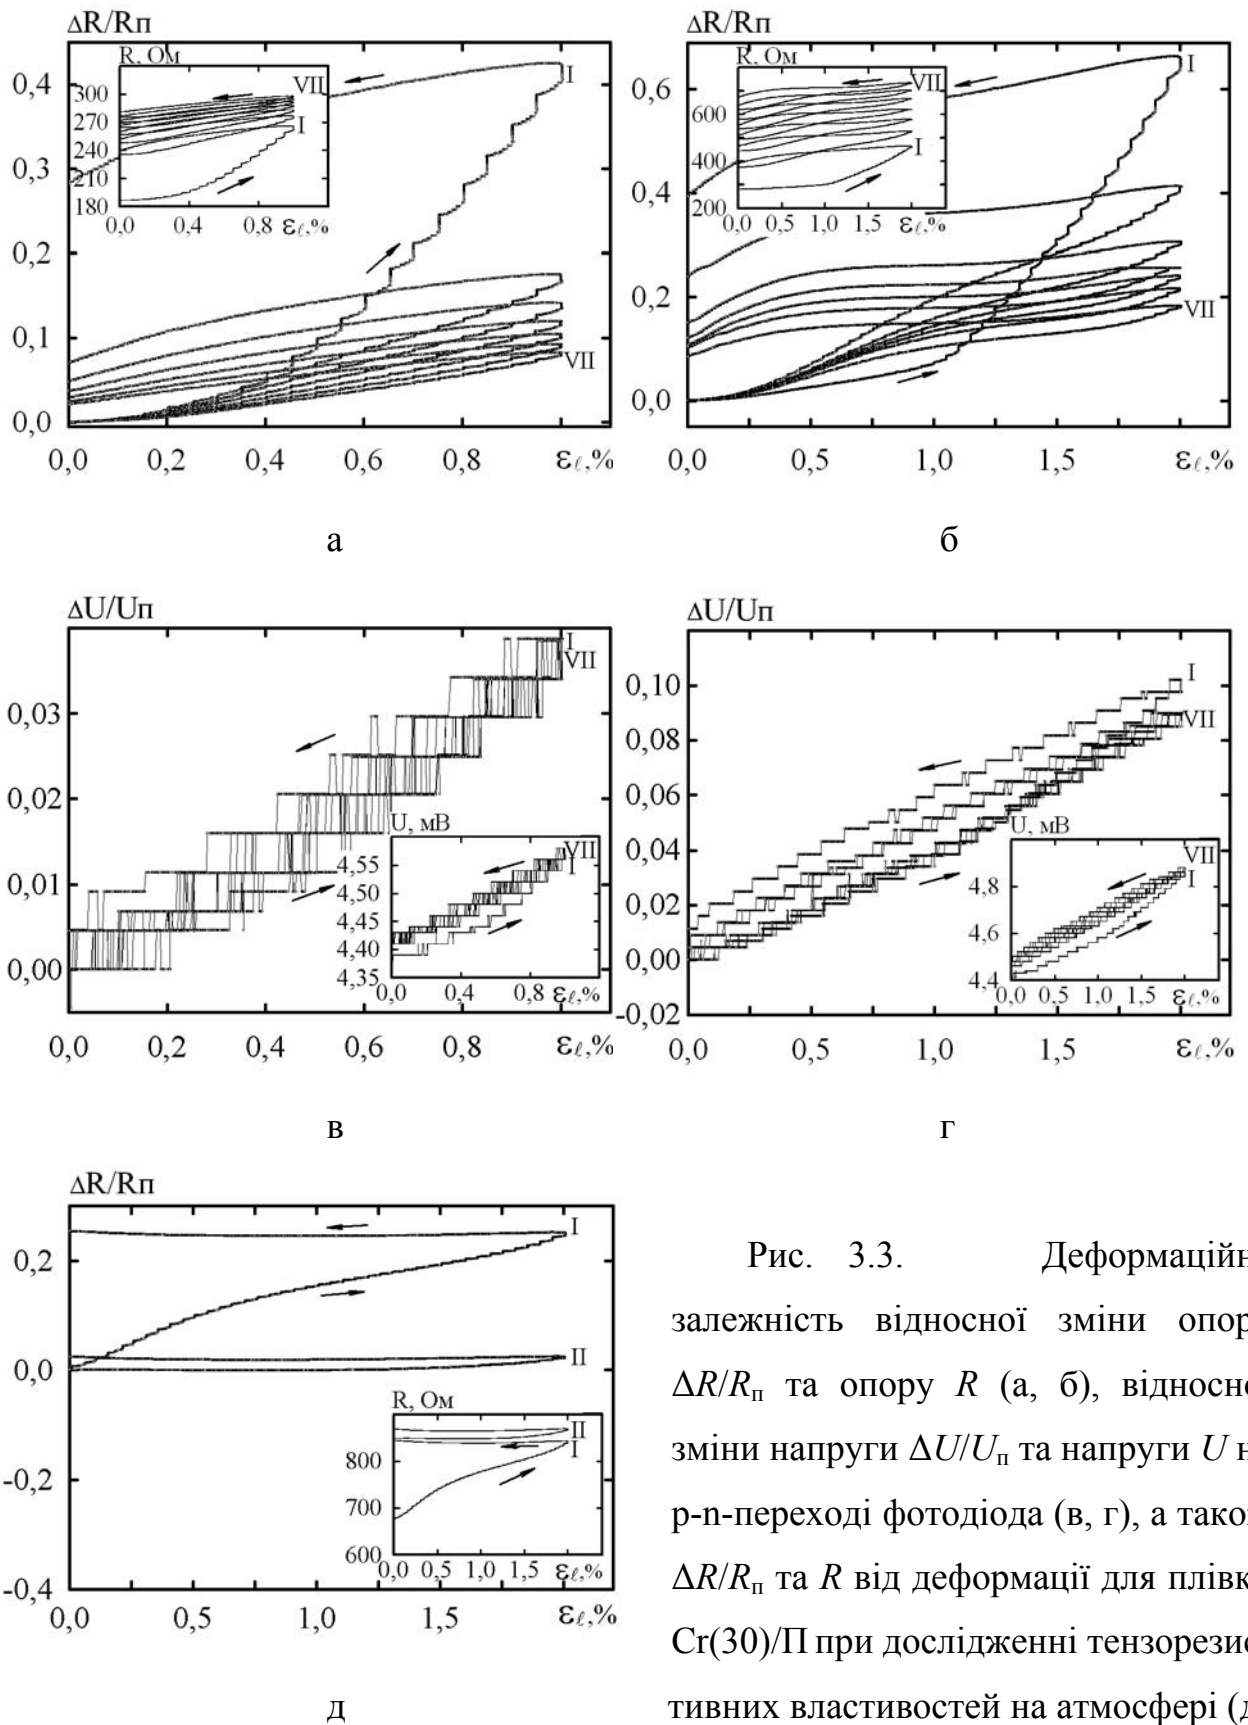 ΔR/Rп
R, Ом
VII
I
300
270
240
210
180
0,0 0,4 0,8 εℓ,%
I
VII
0,4
0,3
0,2
0,1
0,0
0,0 0,2 0,4 0,6 0,8 εℓ,%
а
ΔR/Rп
R, Ом
VII
I
600
400
200
0,0 0,5 1,0 1,5 εℓ,%
I
VII
0,6
0,4
0,2
0,0
0,0 0,5 1,0 1,5 εℓ,%
б
ΔU/Uп
I
VII
0,03
0,02
0,01
0,00
U, мВ
VII
I
4,55
4,50
4,45
4,40
4,35
0,0 0,4 0,8 εℓ,%
0,0 0,2 0,4 0,6 0,8 εℓ,%
в
ΔU/Uп
I
VII
0,10
0,08
0,06
0,04
0,02
0,00
-0,02
U, мВ
VII
I
4,8
4,6
4,4
0,0 0,5 1,0 1,5 εℓ,%
0,0 0,5 1,0 1,5 εℓ,%
г
ΔR/Rп
I
II
0,2
0,0
-0,2
-0,4
R, Ом
II
I
800
700
600
0,0 0,5 1,0 1,5 εℓ,%
0,0 0,5 1,0 1,5 εℓ,%
д
Рис. 3.3. Деформаційн
залежність відносної зміни опор
ΔR/Rп та опору R (а, б), відносно
зміни напруги ΔU/Uп та напруги U н
p-n-переході фотодіода (в, г), а тако
ΔR/Rп та R від деформації для плівк
Cr(30)/П при дослідженні тензорезис
тивних властивостей на атмосфері (д